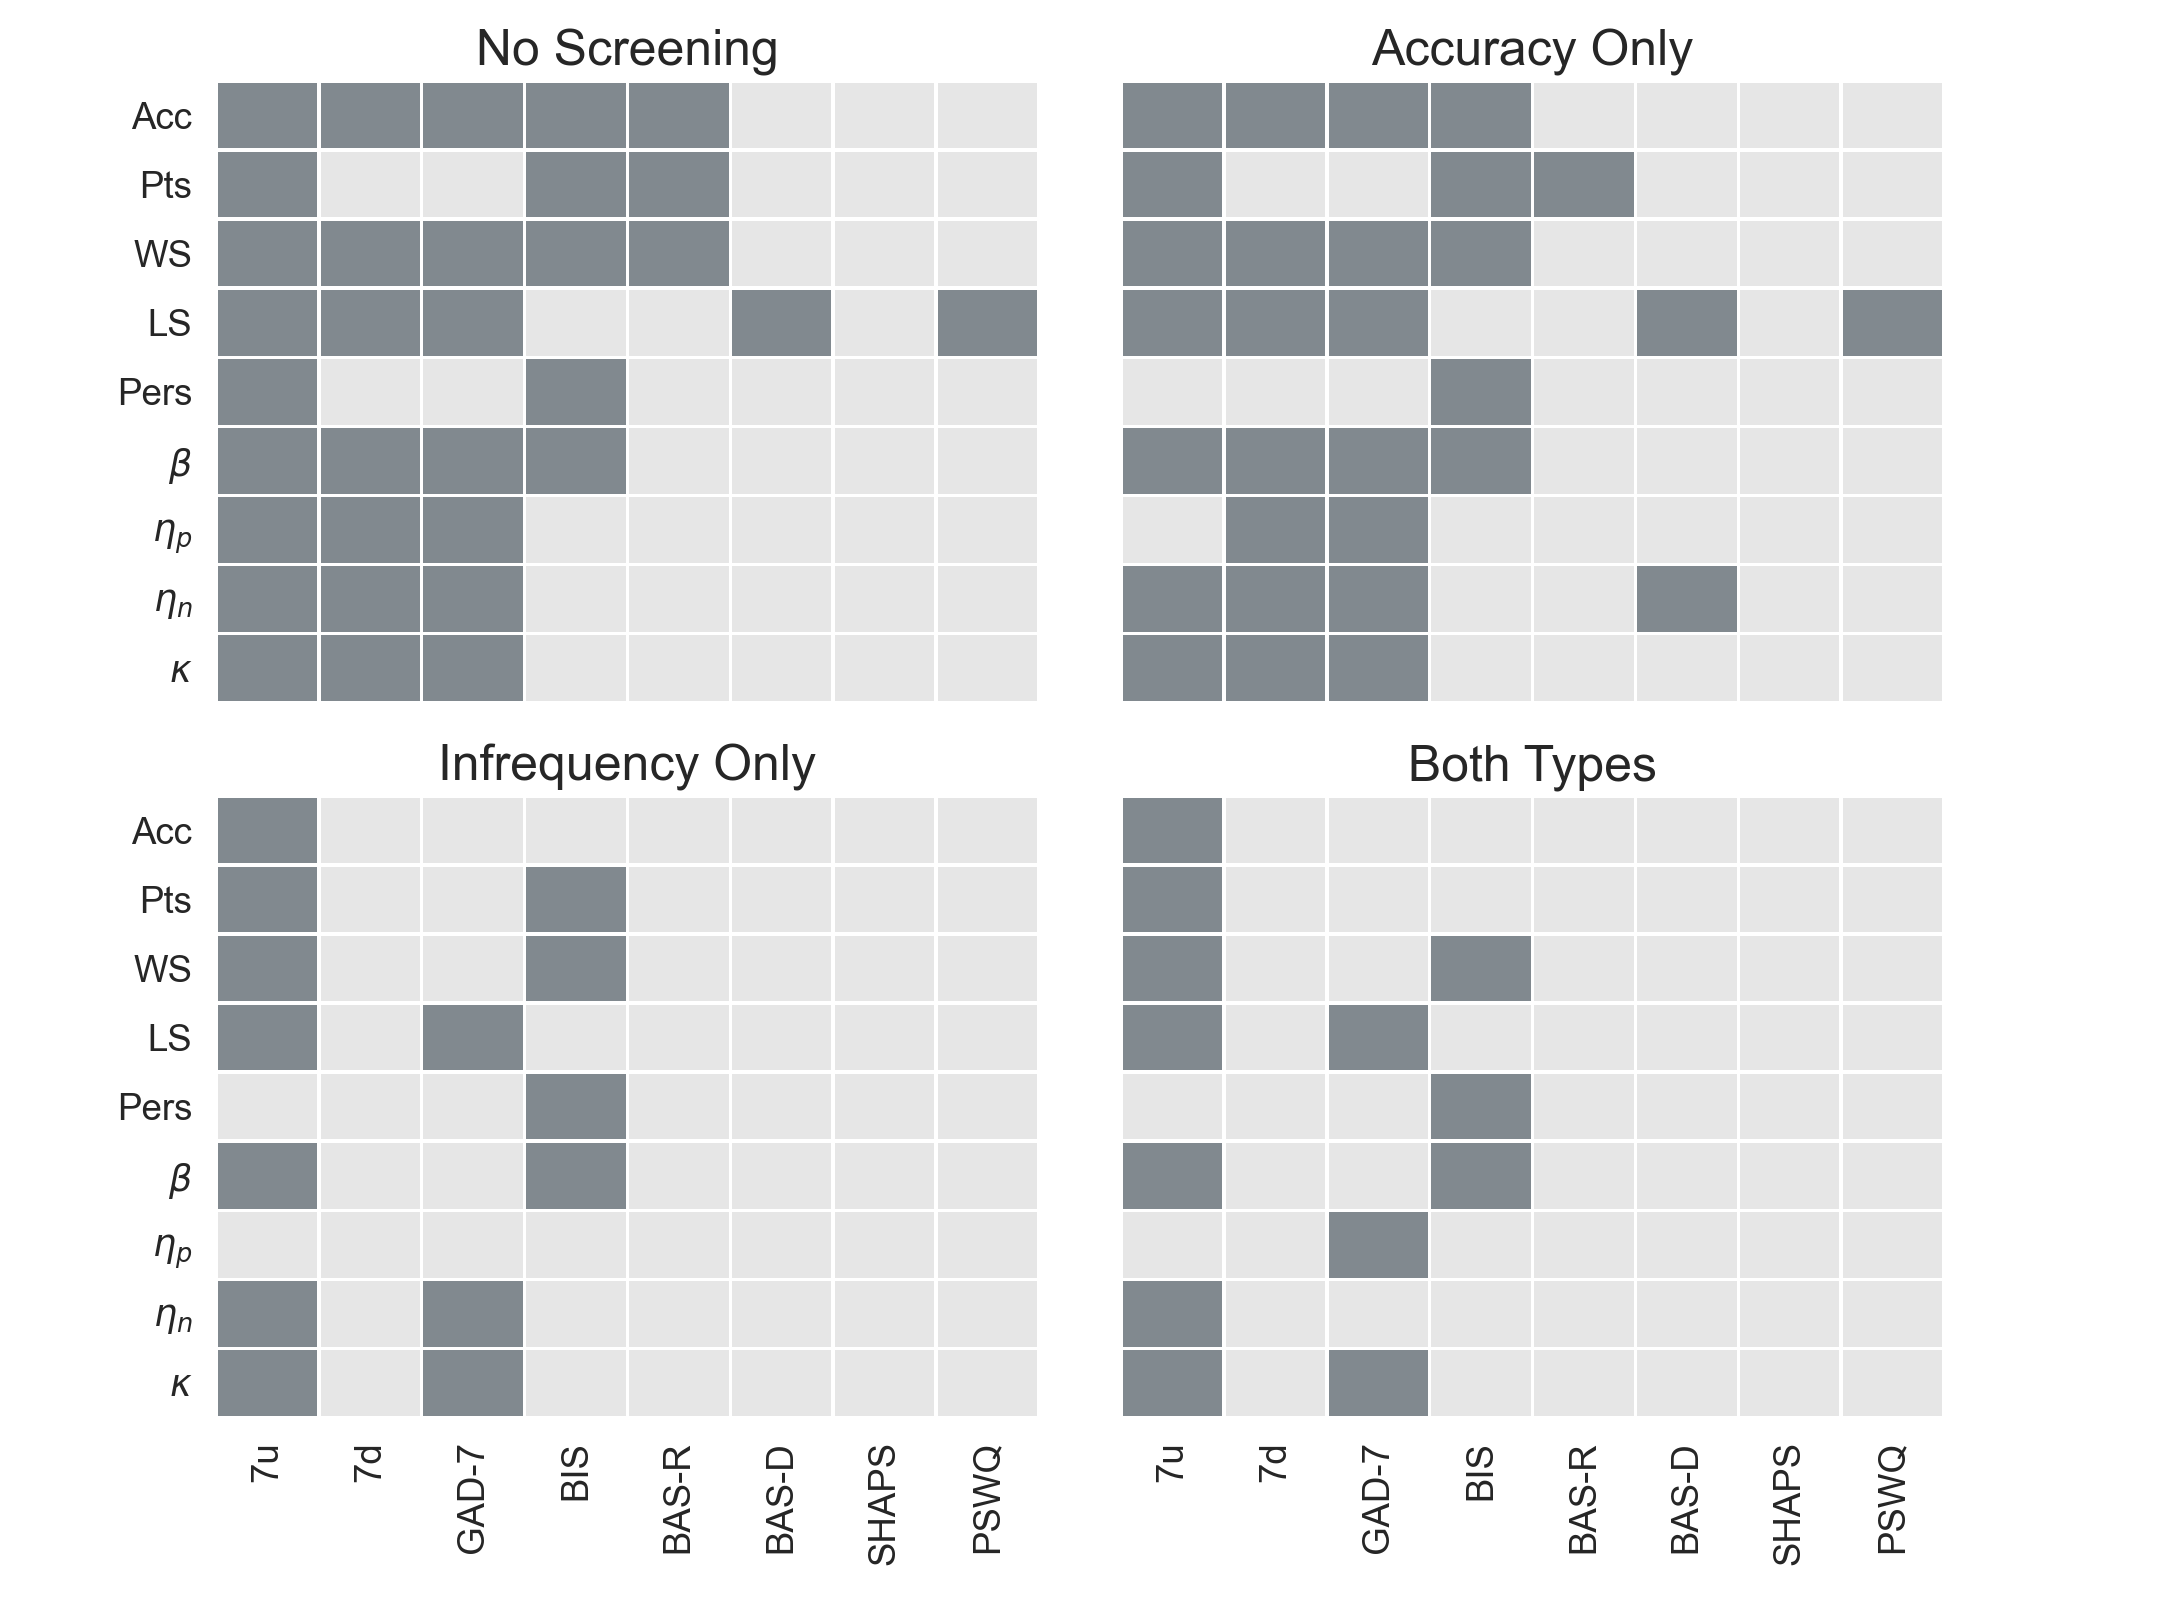 No Screening
Accuracy Only
Acc
Pts
WS
LS
Pers
β
ηp
ηn
κ
Infrequency Only
Both Types
Acc
Pts
WS
LS
Pers
β
ηp
ηn
κ
7u
7d
GAD-7
BIS
BAS-R
BAS-D
SHAPS
PSWQ
7u
7d
GAD-7
BIS
BAS-R
BAS-D
SHAPS
PSWQ